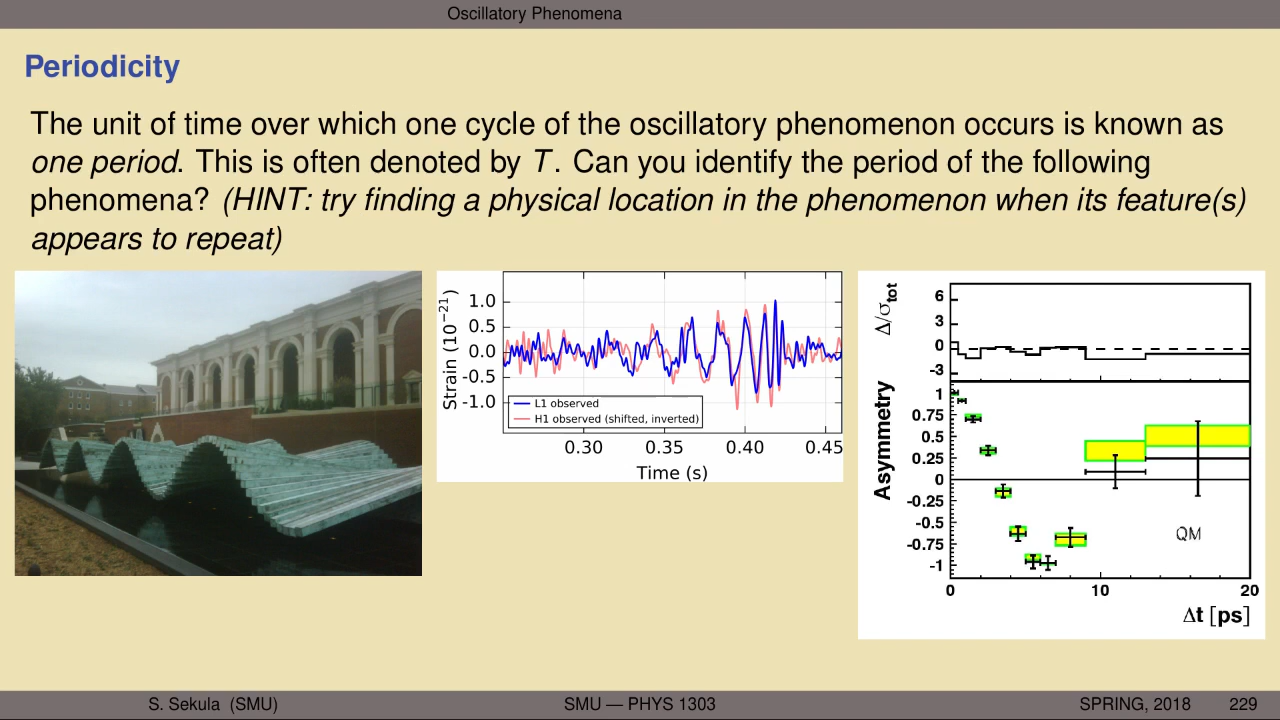 Oscillatory Phenomena
Periodicity
The unit of time over which one cycle of the oscillatory phenomenon occurs is known as
one period. This is often denoted by T. Can you identify the period of the following
phenomena? (HINT: try finding a physical location in the phenomenon when its feature(s)
appears to repeat)
Strain (10⁻²¹)
1.0
0.5
0.0
-0.5
-1.0
L1 observed
H1 observed (shifted, inverted)
0.30 0.35 0.40 0.45
Time (s)
Δ/σtot
6
3
0
-3
Asymmetry
1
0.75
0.5
0.25
0
-0.25
-0.5
-0.75
-1
QM
0 10 20
Δt [ps]
S. Sekula (SMU) SMU — PHYS 1303 SPRING, 2018 229